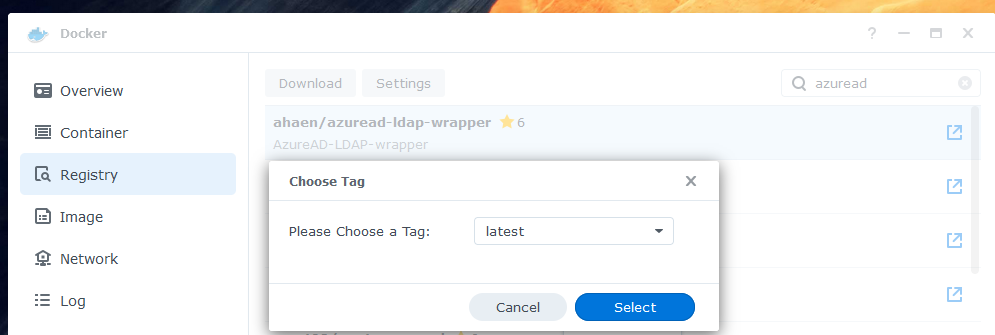 Docker
Overview
Container
Registry
Image
Network
Log
Download Settings
azuread
ahaen/azuread-ldap-wrapper 6
AzureAD-LDAP-wrapper
Choose Tag
Please Choose a Tag: latest
Cancel Select